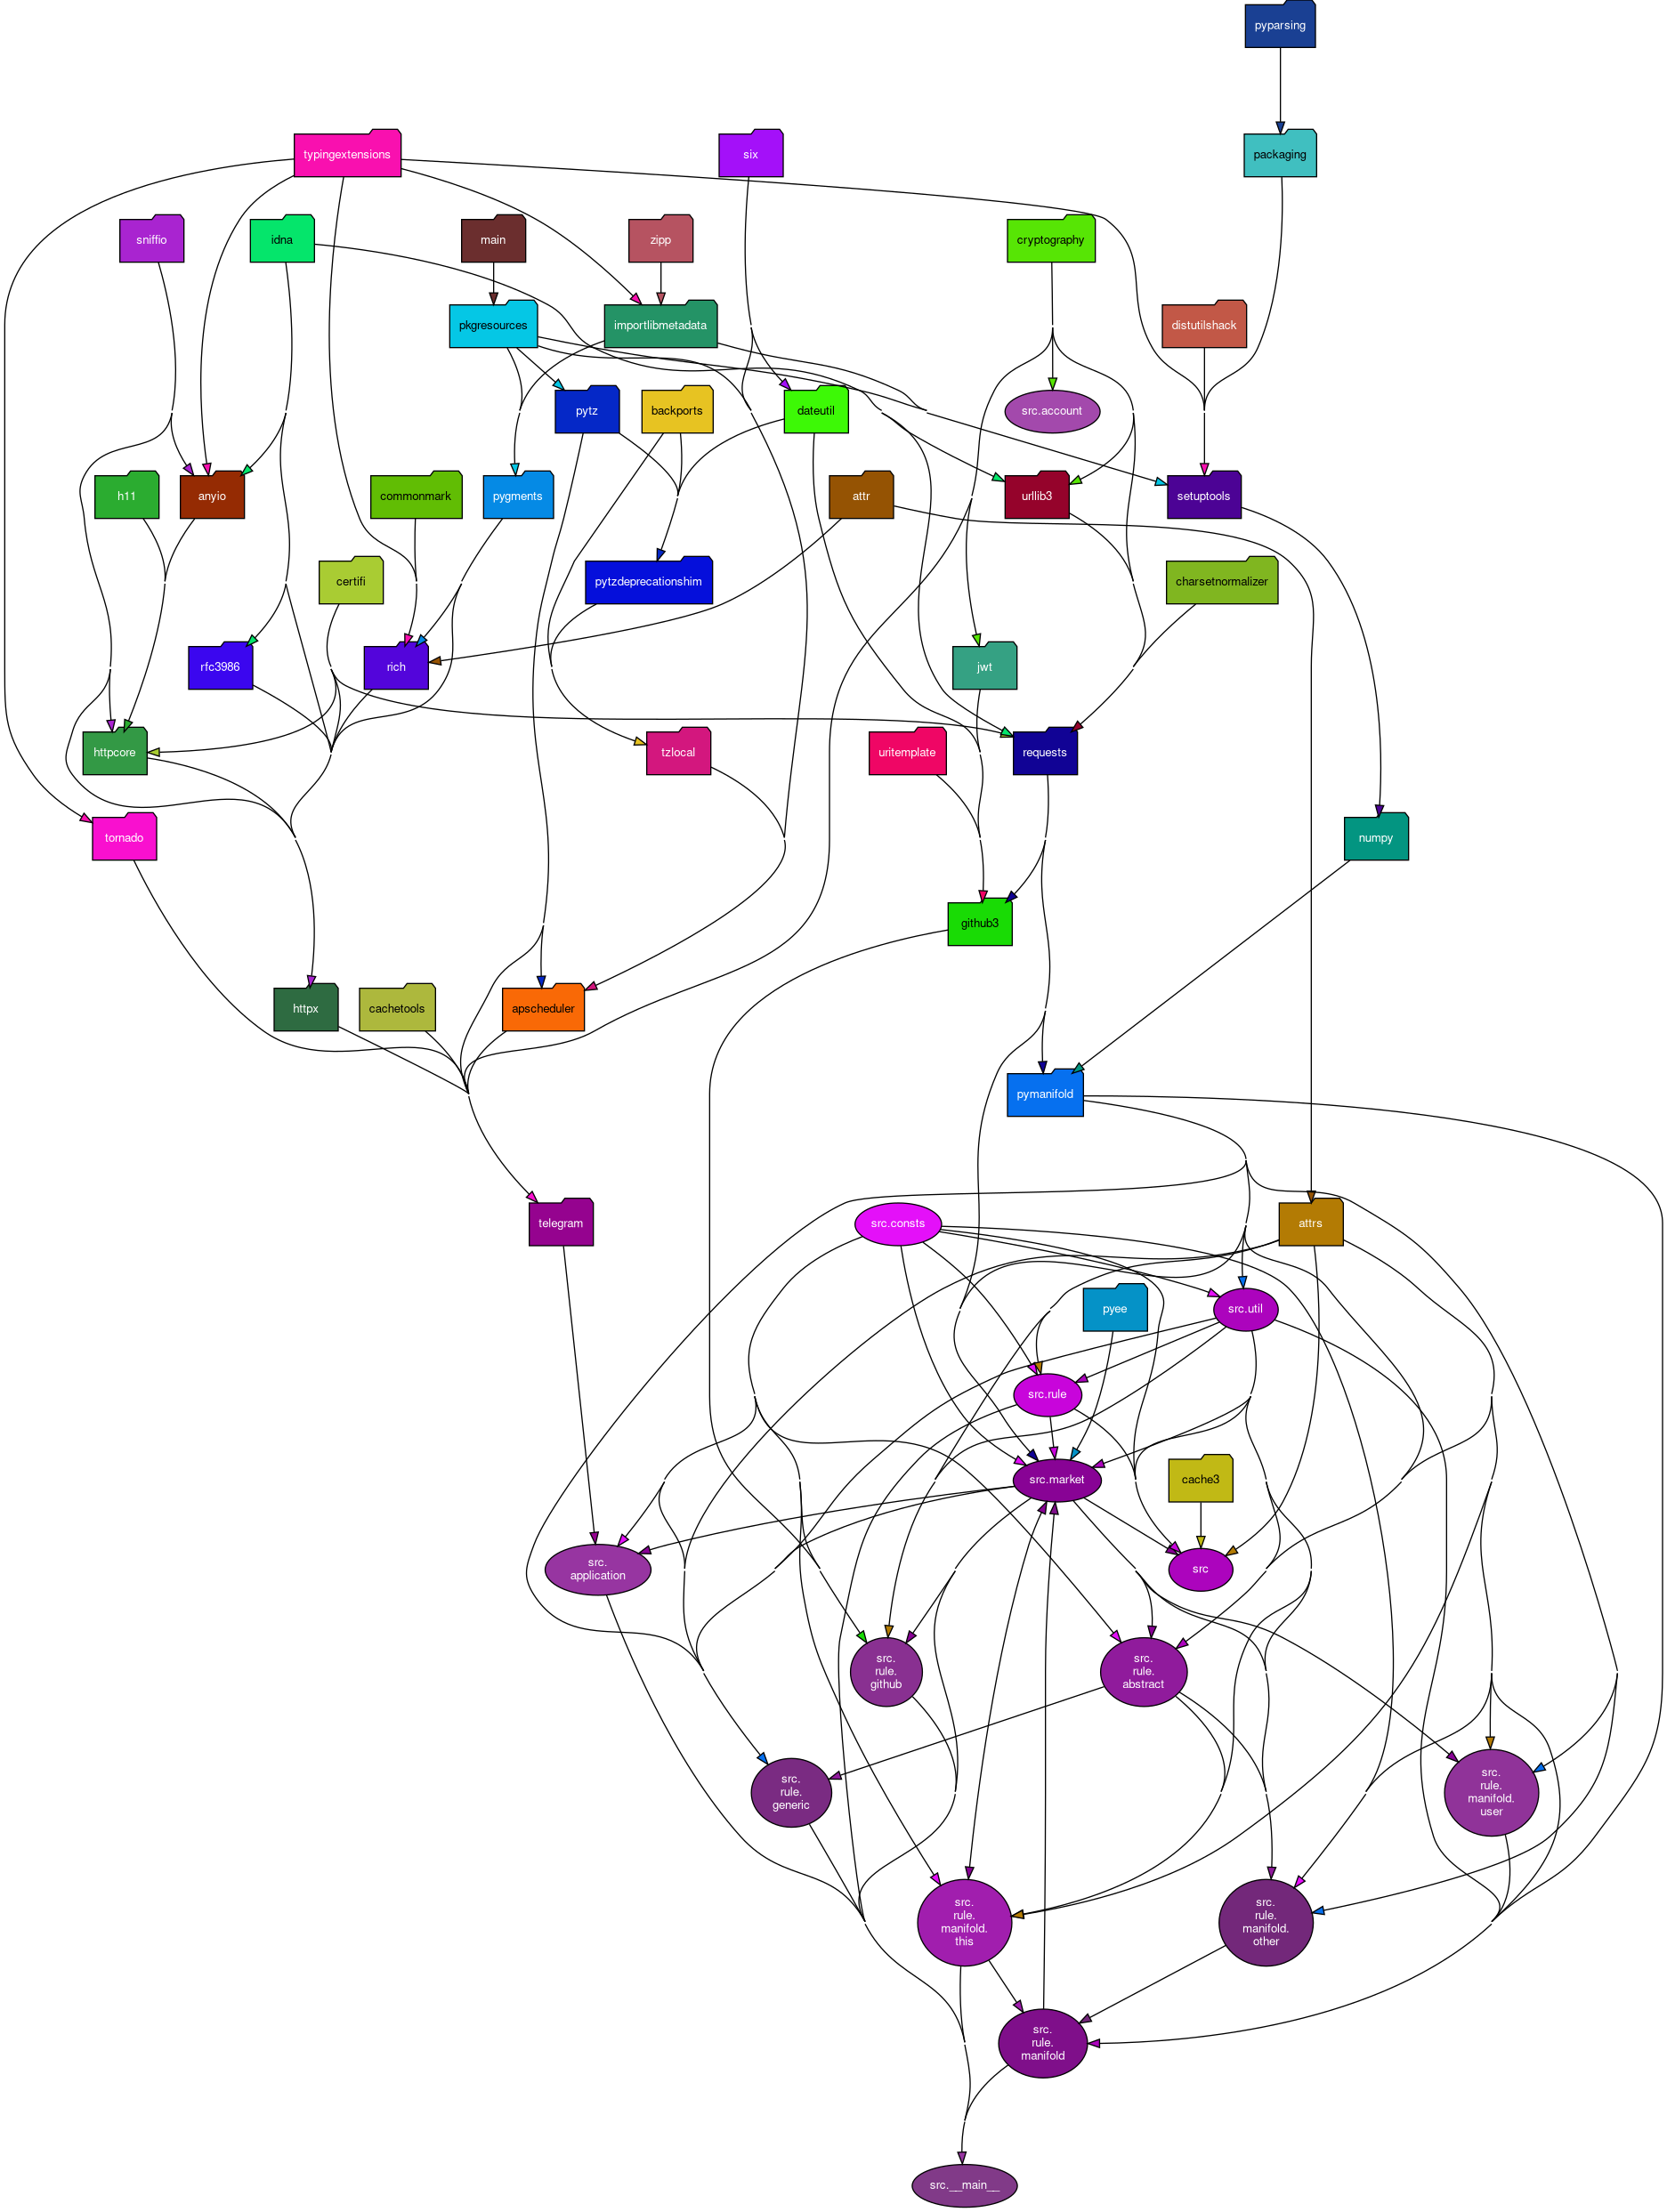 pyparsing
typingextensions
six
packaging
sniffio
idna
main
zipp
cryptography
pkgresources
importlibmetadata
distutilshack
pytz
backports
dateutil
src.account
h11
anyio
commonmark
pygments
attr
urllib3
setuptools
certifi
pytzdeprecationshim
charsetnormalizer
rfc3986
rich
jwt
httpcore
tzlocal
uritemplate
requests
tornado
numpy
github3
httpx
cachetools
apscheduler
pymanifold
telegram
src.consts
attrs
pyee
src.util
src.rule
src.market
cache3
src.
application
src
src.
rule.
github
src.
rule.
abstract
src.
rule.
generic
src.
rule.
manifold.
user
src.
rule.
manifold.
this
src.
rule.
manifold.
other
src.
rule.
manifold
src.__main__